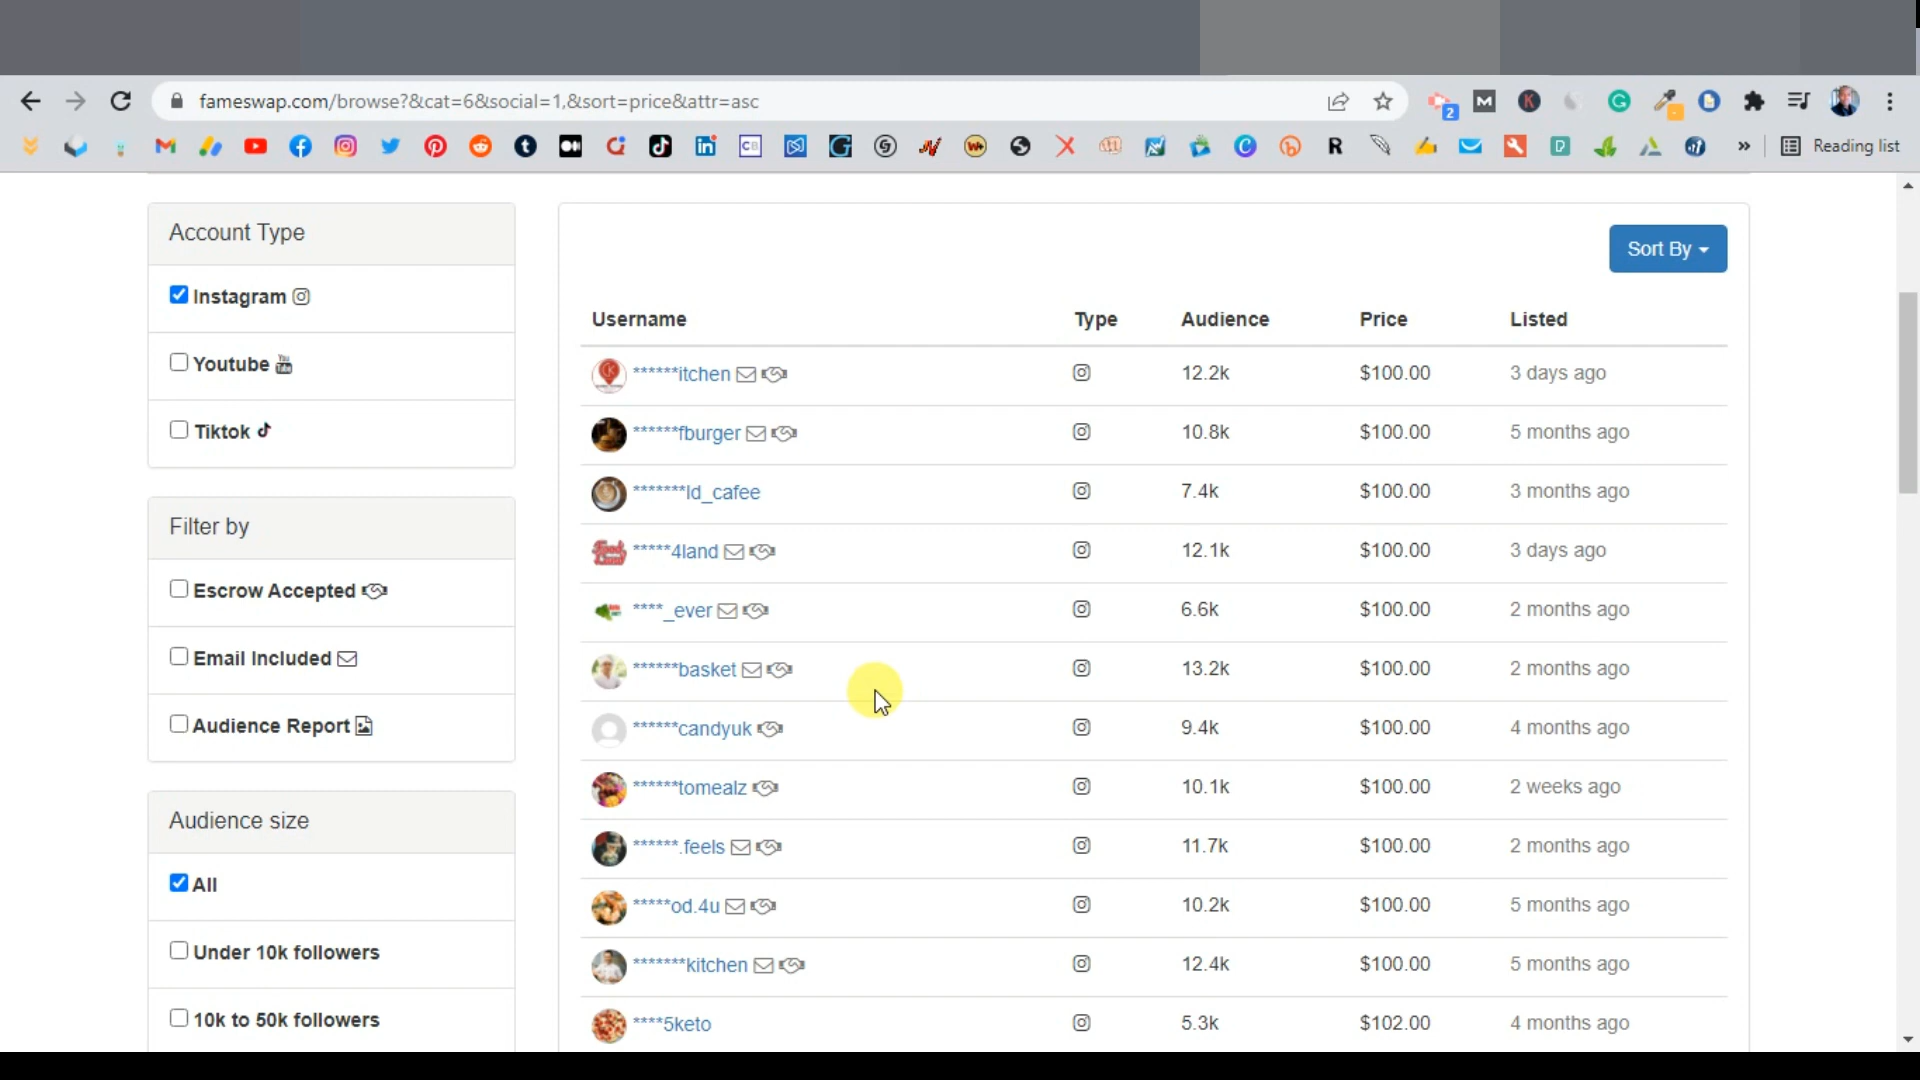 fameswap.com/browse?&cat=6&social=1,&sort=price&attr=asc
2
Reading list
Account Type
Instagram
Youtube
Tiktok
Filter by
Escrow Accepted
Email Included
Audience Report
Audience size
All
Under 10k followers
10k to 50k followers
Sort By
Username Type Audience Price Listed
******itchen 12.2k $100.00 3 days ago
******fburger 10.8k $100.00 5 months ago
*******ld_cafee 7.4k $100.00 3 months ago
*****4land 12.1k $100.00 3 days ago
****_ever 6.6k $100.00 2 months ago
******basket 13.2k $100.00 2 months ago
******candyuk 9.4k $100.00 4 months ago
******tomealz 10.1k $100.00 2 weeks ago
******.feels 11.7k $100.00 2 months ago
*****od.4u 10.2k $100.00 5 months ago
*******kitchen 12.4k $100.00 5 months ago
****5keto 5.3k $102.00 4 months ago